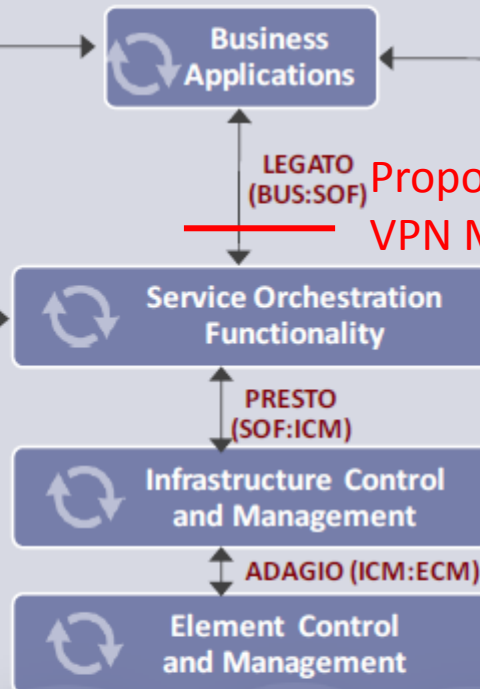 Business
Applications
LEGATO
(BUS:SOF)
VPN
Service Orchestration
Functionality
PRESTO
(SOF:ICM)
Infrastructure Control
and Management
ADAGIO (ICM:ECM)
Element Control
and Management